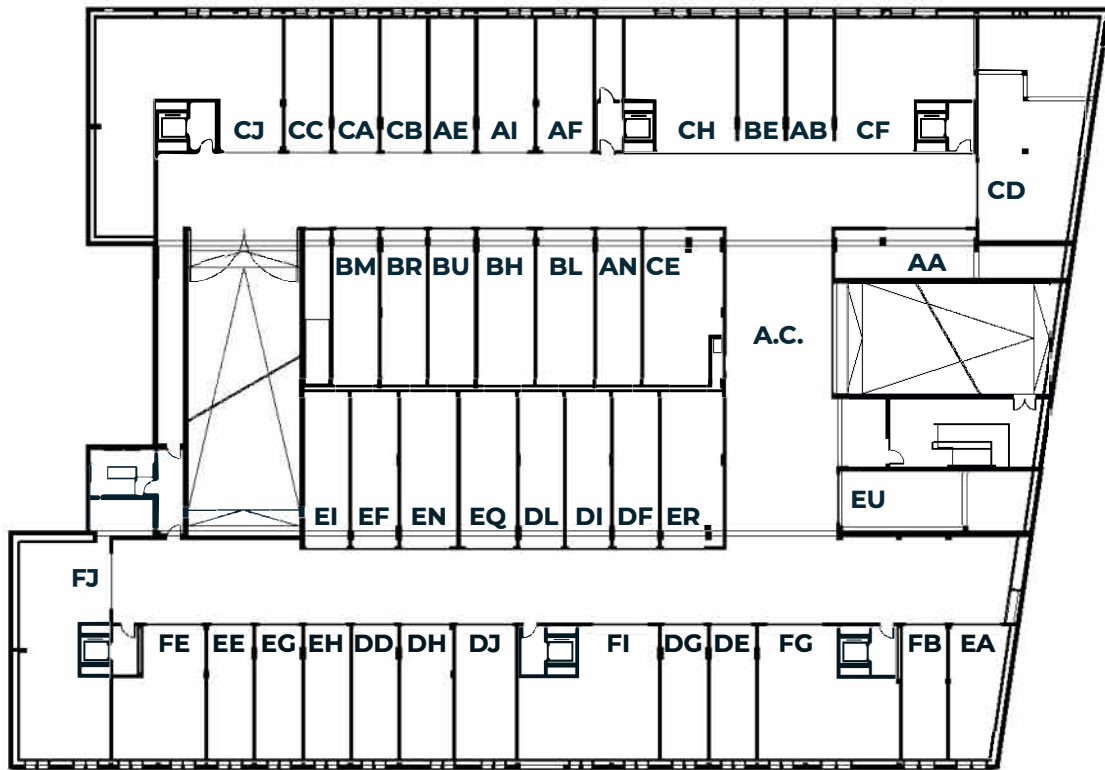 CJ CC CA CB AE AI AF CH BE AB CF
CD
BM BR BU BH BL AN CE AA
A.C.
EI EF EN EQ DL DI DF ER EU
FJ
FE EE EG EH DD DH DJ FI DG DE FG FB EA